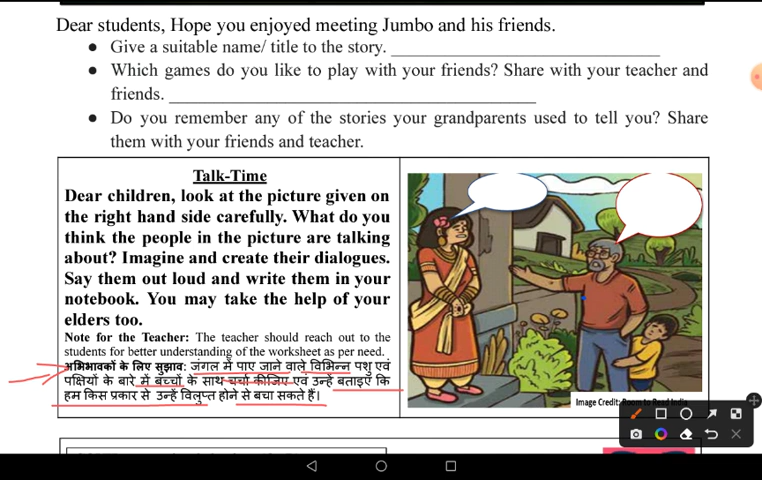 Dear students, Hope you enjoyed meeting Jumbo and his friends.
● Give a suitable name/ title to the story. ____________________
● Which games do you like to play with your friends? Share with your teacher and
friends. ____________________
● Do you remember any of the stories your grandparents used to tell you? Share
them with your friends and teacher.
Talk-Time
Dear children, look at the picture given on
the right hand side carefully. What do you
think the people in the picture are talking
about? Imagine and create their dialogues.
Say them out loud and write them in your
notebook. You may take the help of your
elders too.
Note for the Teacher: The teacher should reach out to the
students for better understanding of the worksheet as per need.
अभिभावकों के लिए सुझाव: जंगल में पाए जाने वाले विभिन्न पशु एवं
पक्षियों के बारे में बच्चों के साथ चर्चा कीजिए एवं उन्हें बताइए कि
हम किस प्रकार से उन्हें विलुप्त होने से बचा सकते हैं।
Image Credit: Room to Read India